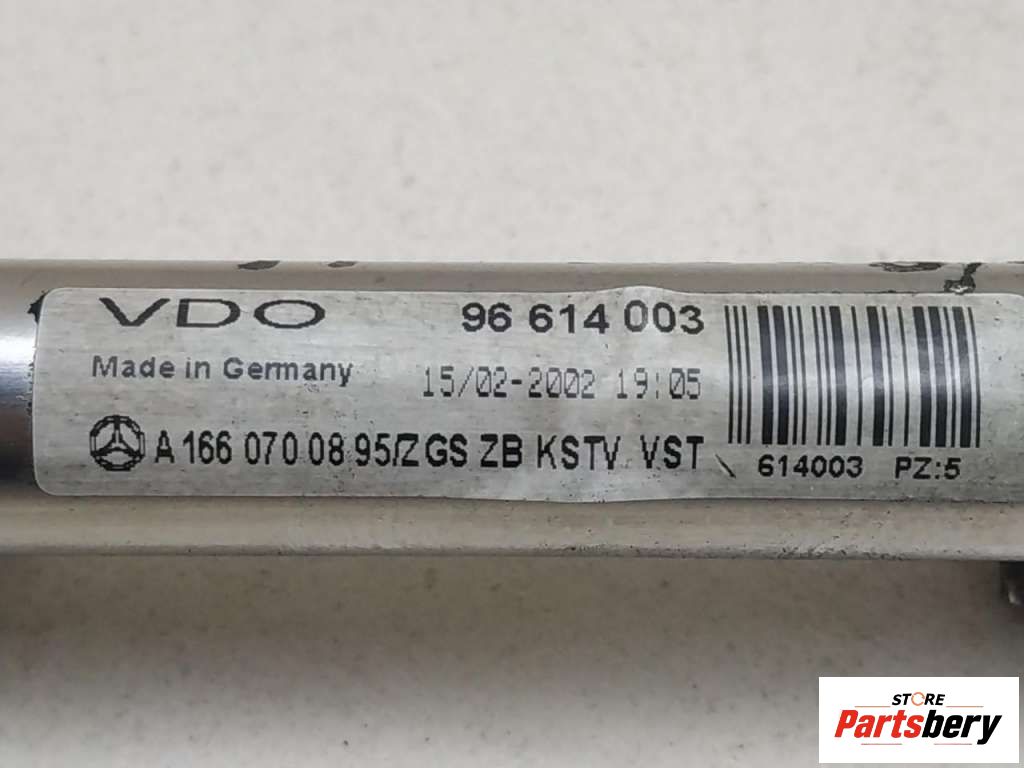 VDO 96 614 003
Made in Germany 15/02-2002 19:05
A 166 070 08 95/ZGS ZB KSTV VST
614003 PZ:5
STORE
Partsbery